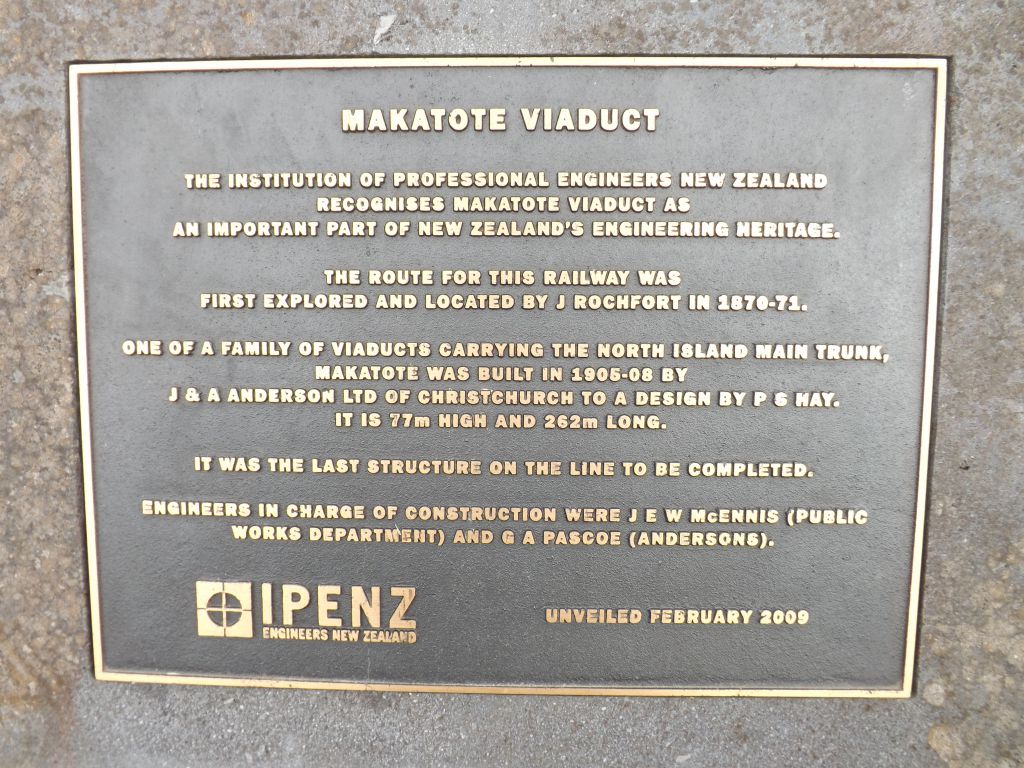 MAKATOTE VIADUCT
THE INSTITUTION OF PROFESSIONAL ENGINEERS NEW ZEALAND
RECOGNISES MAKATOTE VIADUCT AS
AN IMPORTANT PART OF NEW ZEALAND'S ENGINEERING HERITAGE.
THE ROUTE FOR THIS RAILWAY WAS
FIRST EXPLORED AND LOCATED BY J ROCHFORT IN 1870-71.
ONE OF A FAMILY OF VIADUCTS CARRYING THE NORTH ISLAND MAIN TRUNK,
MAKATOTE WAS BUILT IN 1905-08 BY
J & A ANDERSON LTD OF CHRISTCHURCH TO A DESIGN BY P S HAY.
IT IS 77m HIGH AND 262m LONG.
IT WAS THE LAST STRUCTURE ON THE LINE TO BE COMPLETED.
ENGINEERS IN CHARGE OF CONSTRUCTION WERE J E W McENNIS (PUBLIC
WORKS DEPARTMENT) AND G A PASCOE (ANDERSONS).
IPENZ
ENGINEERS NEW ZEALAND
UNVEILED FEBRUARY 2009